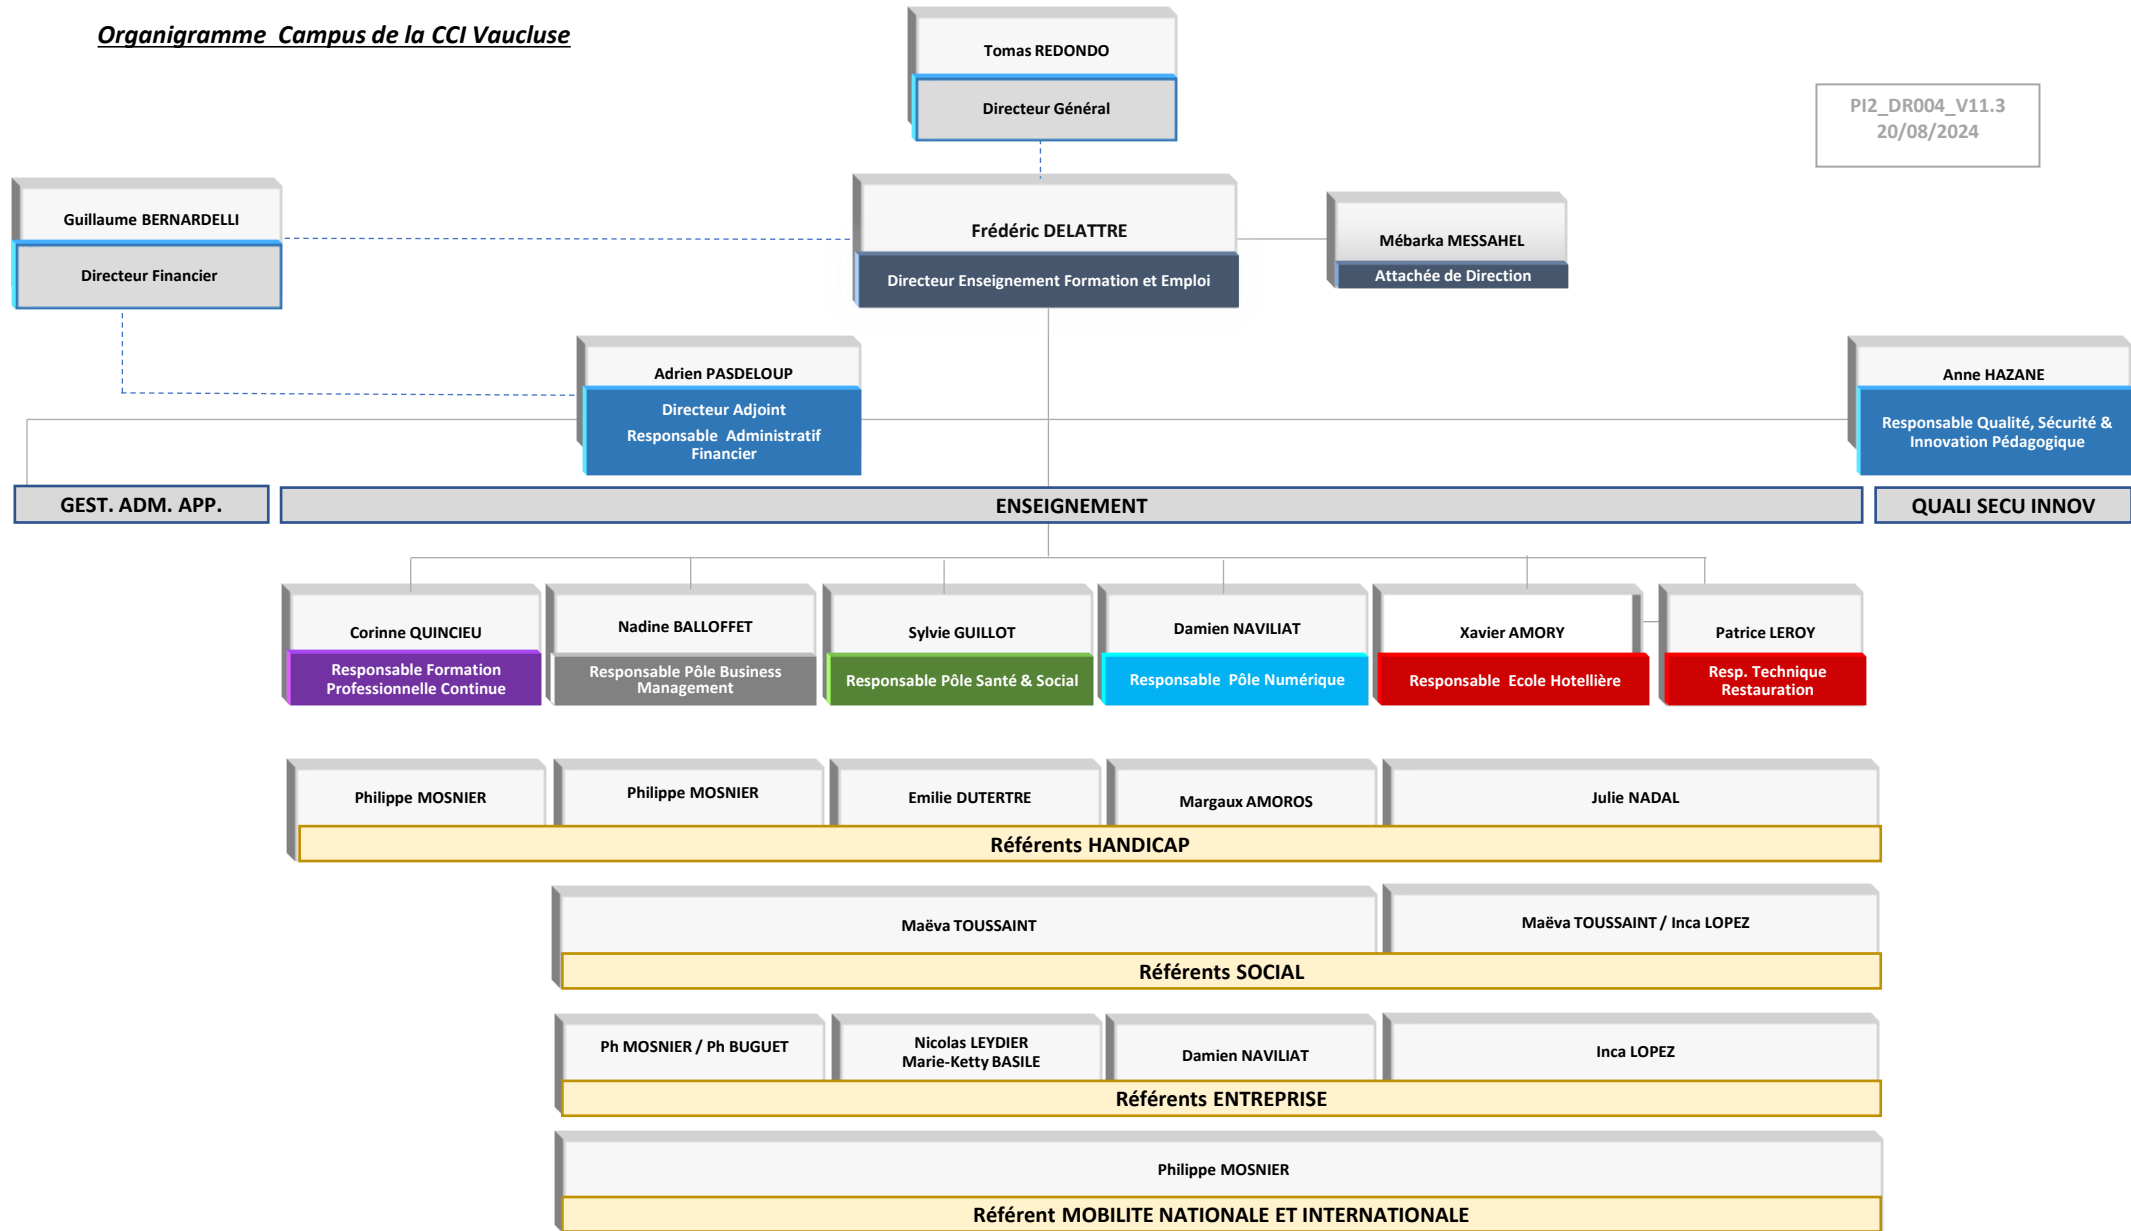 Organigramme Campus de la CCI Vaucluse
Tomas REDONDO
Directeur Général
PI2_DR004_V11.3
20/08/2024
Guillaume BERNARDELLI
Directeur Financier
Frédéric DELATTRE
Directeur Enseignement Formation et Emploi
Mébarka MESSAHEL
Attachée de Direction
Adrien PASDELOUP
Directeur Adjoint
Responsable Administratif
Financier
Anne HAZANE
Responsable Qualité, Sécurité &
Innovation Pédagogique
GEST. ADM. APP.
ENSEIGNEMENT
QUALI SECU INNOV
Corinne QUINCIEU
Responsable Formation
Professionnelle Continue
Nadine BALLOFFET
Responsable Pôle Business
Management
Sylvie GUILLOT
Responsable Pôle Santé & Social
Damien NAVILIAT
Responsable Pôle Numérique
Xavier AMORY
Responsable Ecole Hotellière
Patrice LEROY
Resp. Technique
Restauration
Philippe MOSNIER
Philippe MOSNIER
Emilie DUTERTRE
Margaux AMOROS
Julie NADAL
Référents HANDICAP
Maëva TOUSSAINT
Maëva TOUSSAINT / Inca LOPEZ
Référents SOCIAL
Ph MOSNIER / Ph BUGUET
Nicolas LEYDIER
Marie-Ketty BASILE
Damien NAVILIAT
Inca LOPEZ
Référents ENTREPRISE
Philippe MOSNIER
Référent MOBILITE NATIONALE ET INTERNATIONALE